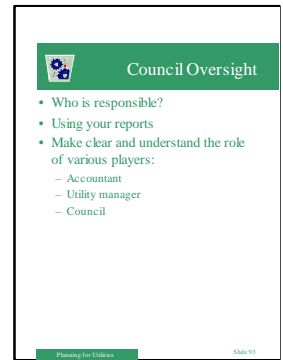 Council Oversight
• Who is responsible?
• Using your reports
• Make clear and understand the role
of various players:
– Accountant
– Utility manager
– Council
Planning for Utilities
Slide 93